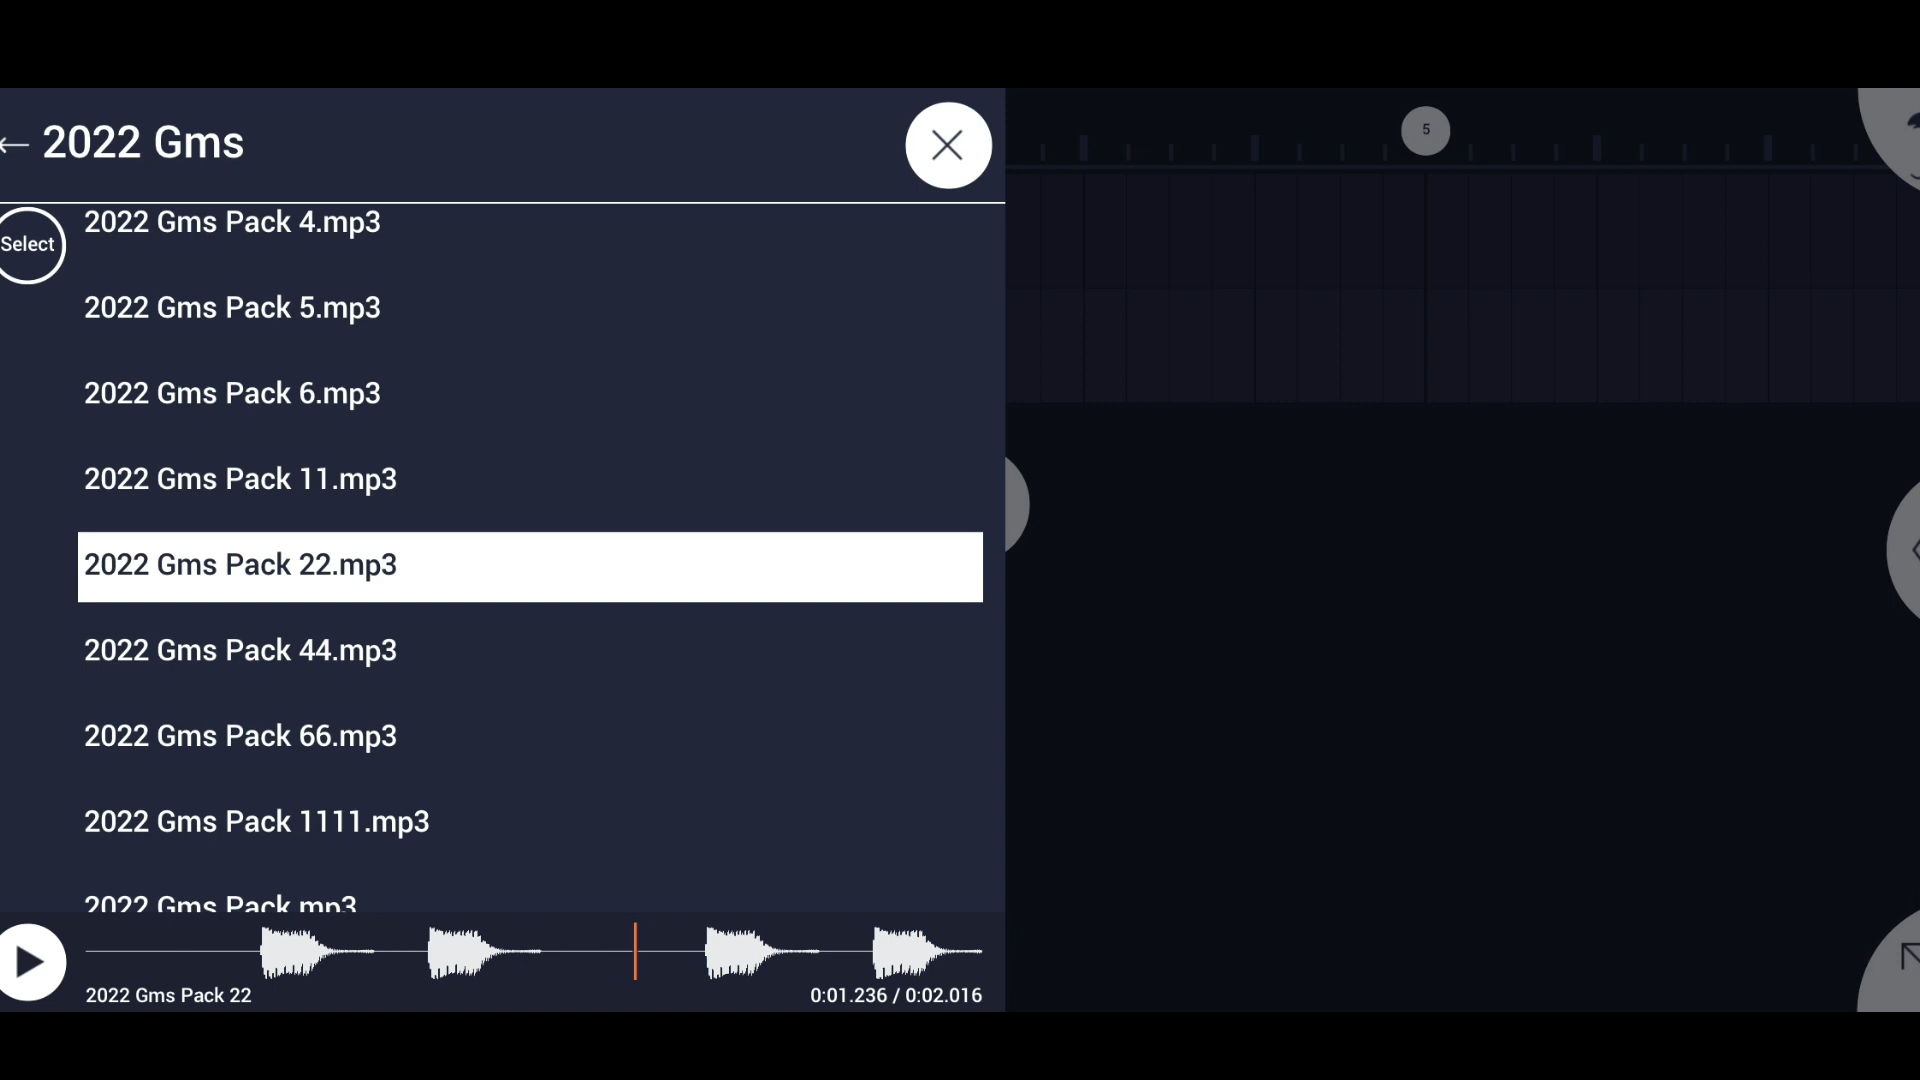 2022 Gms
5
Select
2022 Gms Pack 4.mp3
2022 Gms Pack 5.mp3
2022 Gms Pack 6.mp3
2022 Gms Pack 11.mp3
2022 Gms Pack 22.mp3
2022 Gms Pack 44.mp3
2022 Gms Pack 66.mp3
2022 Gms Pack 1111.mp3
2022 Gms Pack mp3
2022 Gms Pack 22
0:01.236 / 0:02.016